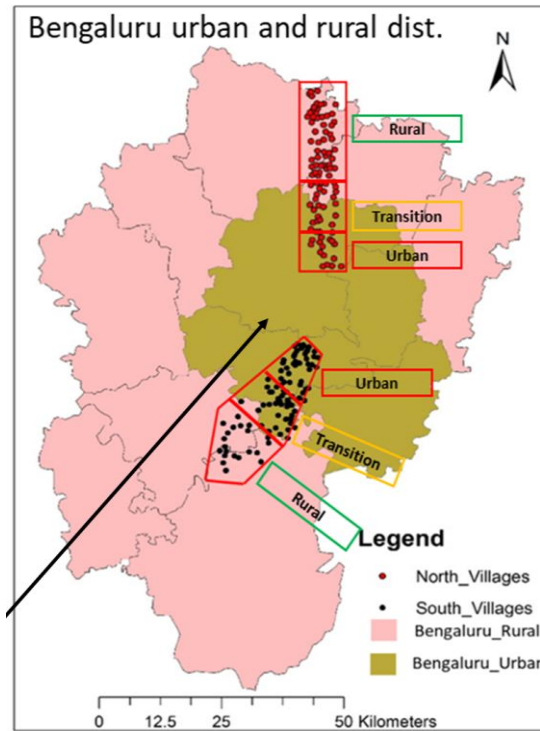 Bengaluru urban and rural dist.
N
Rural
Transition
Urban
Urban
Transition
Rural
Legend
North_Villages
South_Villages
Bengaluru_Rural
Bengaluru_Urban
0 12.5 25 50 Kilometers